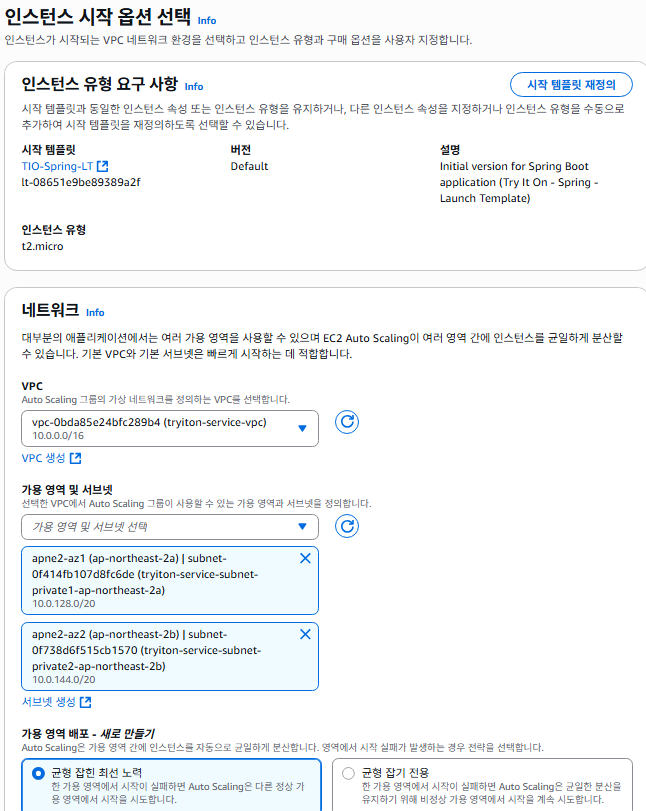 인스턴스 시작 옵션 선택 Info
인스턴스가 시작되는 VPC 네트워크 환경을 선택하고 인스턴스 유형과 구매 옵션을 사용자 지정합니다.
인스턴스 유형 요구 사항 Info
시작 템플릿 재정의
시작 템플릿과 동일한 인스턴스 속성 또는 인스턴스 유형을 유지하거나, 다른 인스턴스 속성을 지정하거나 인스턴스 유형을 수동으로
추가하여 시작 템플릿을 재정의하도록 선택할 수 있습니다.
시작 템플릿
TIO-Spring-LT
lt-08651e9be89389a2f
버전
Default
설명
Initial version for Spring Boot
application (Try It On - Spring -
Launch Template)
인스턴스 유형
t2.micro
네트워크 Info
대부분의 애플리케이션에서는 여러 가용 영역을 사용할 수 있으며 EC2 Auto Scaling이 여러 영역 간에 인스턴스를 균일하게 분산할
수 있습니다. 기본 VPC와 기본 서브넷은 빠르게 시작하는 데 적합합니다.
VPC
Auto Scaling 그룹의 가상 네트워크를 정의하는 VPC를 선택합니다.
vpc-0bda85e24bfc289b4 (tryiton-service-vpc)
10.0.0.0/16
VPC 생성
가용 영역 및 서브넷
선택한 VPC에서 Auto Scaling 그룹이 사용할 수 있는 가용 영역과 서브넷을 정의합니다.
가용 영역 및 서브넷 선택
apne2-az1 (ap-northeast-2a) | subnet-
0f414fb107d8fc6de (tryiton-service-subnet-
private1-ap-northeast-2a)
10.0.128.0/20
apne2-az2 (ap-northeast-2b) | subnet-
0f738d6f515cb1570 (tryiton-service-subnet-
private2-ap-northeast-2b)
10.0.144.0/20
서브넷 생성
가용 영역 배포 - 새로 만들기
Auto Scaling은 가용 영역 간에 인스턴스를 자동으로 균일하게 분산합니다. 영역에서 시작 실패가 발생하는 경우 전략을 선택합니다.
균형 잡힌 최선 노력
한 가용 영역에서 시작이 실패하면 Auto Scaling은 다른 정상 가
용 영역에서 시작을 시도합니다.
균형 잡기 전용
한 가용 영역에서 시작이 실패하면 Auto Scaling은 균일한 분산을
유지하기 위해 비정상 가용 영역에서 시작을 계속 시도합니다.